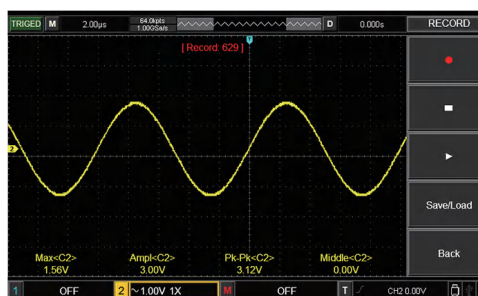 TRIGED M 2.00μs 64.0kpts 1.00GSa/s D 0.000s RECORD
[ Record: 629 ]
T
2
Save/Load
Max<C2> Ampl<C2> Pk-Pk<C2> Middle<C2>
1.56V 3.00V 3.12V 0.00V
Back
1 OFF 2 ~1.00V 1X M OFF T CH2 0.00V